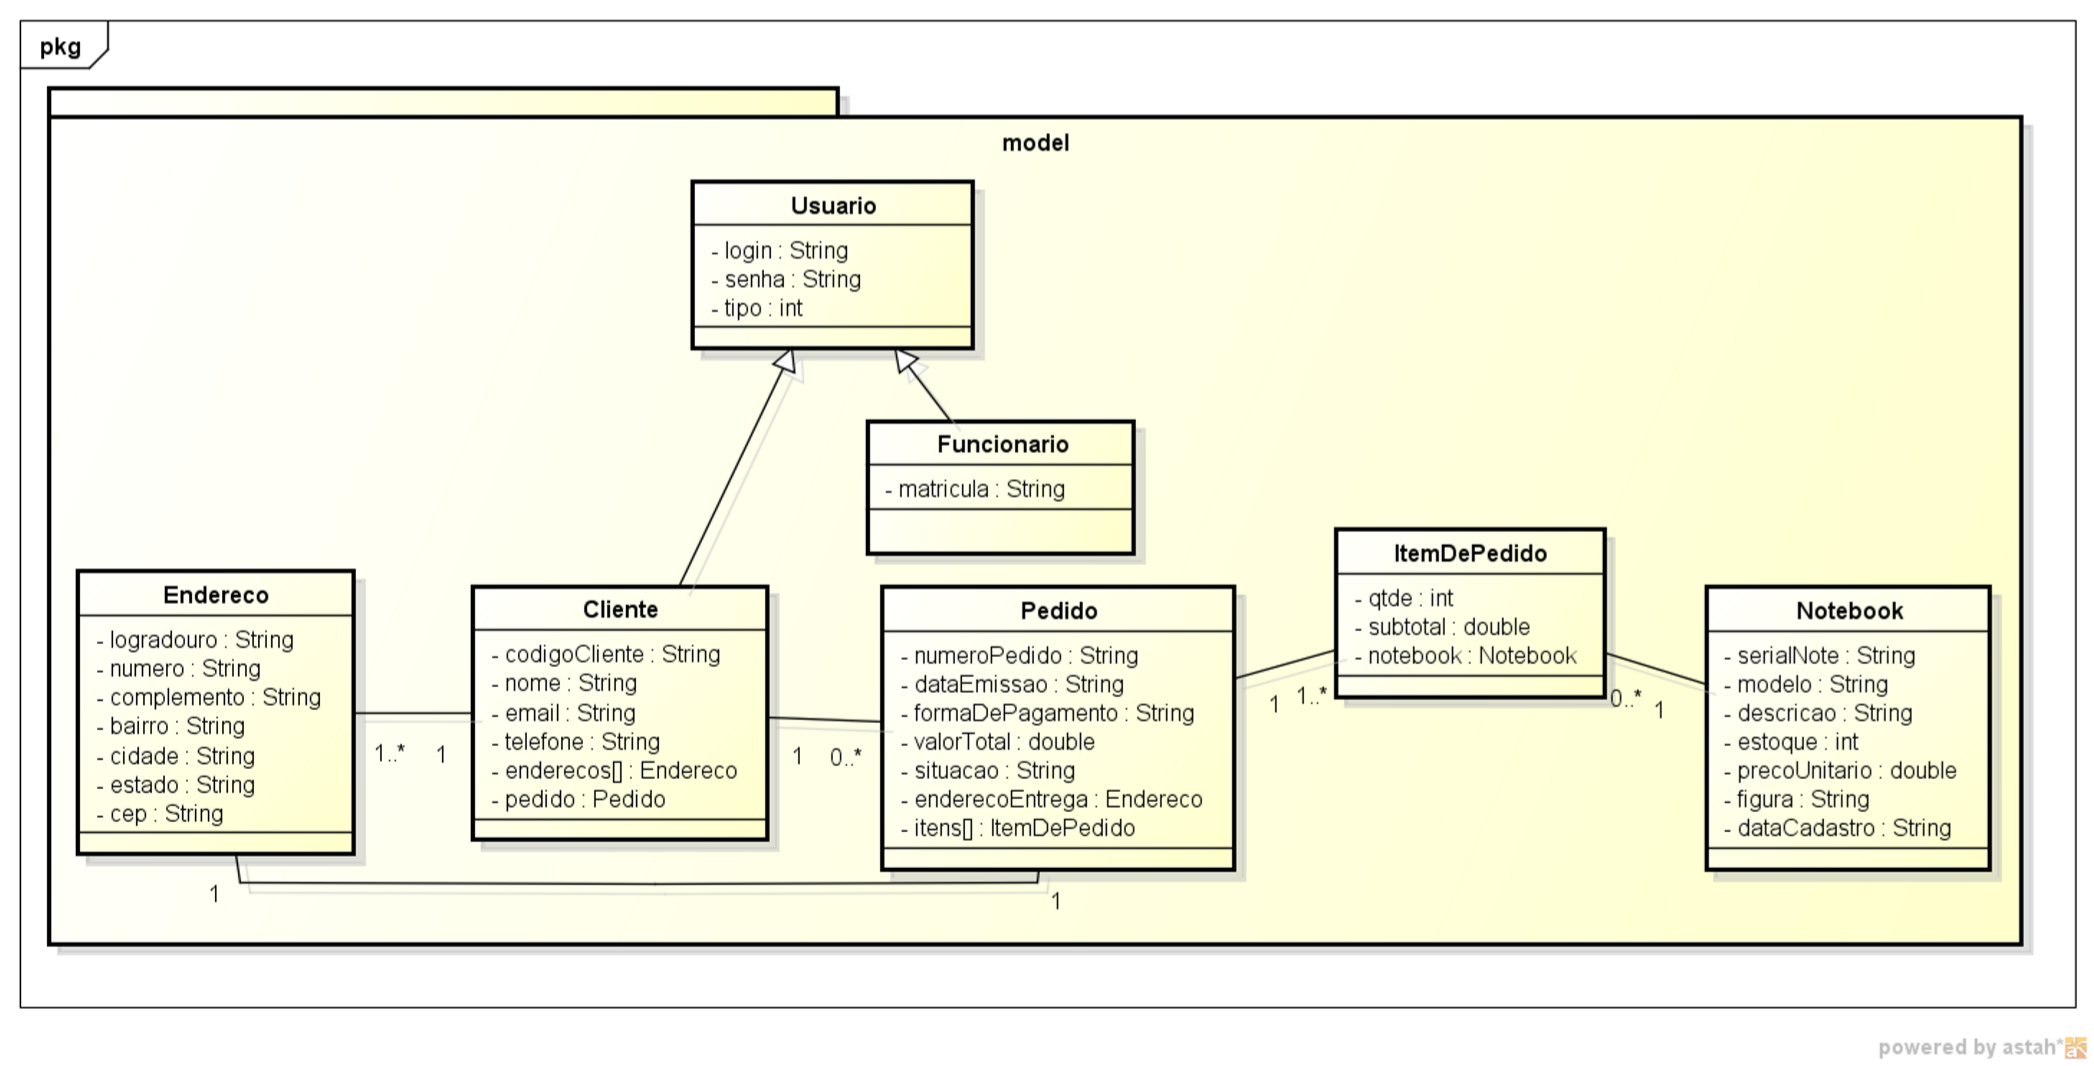 pkg
model
Usuario
- login : String
- senha : String
- tipo : int
Funcionario
- matricula : String
Endereco
- logradouro : String
- numero : String
- complemento : String
- bairro : String
- cidade : String
- estado : String
- cep : String
Cliente
- codigoCliente : String
- nome : String
- email : String
- telefone : String
- enderecos[] : Endereco
- pedido : Pedido
Pedido
- numeroPedido : String
- dataEmissao : String
- formaDePagamento : String
- valorTotal : double
- situacao : String
- enderecoEntrega : Endereco
- itens[] : ItemDePedido
ItemDePedido
- qtde : int
- subtotal : double
- notebook : Notebook
Notebook
- serialNote : String
- modelo : String
- descricao : String
- estoque : int
- precoUnitario : double
- figura : String
- dataCadastro : String
1..* 1
1 0..*
1 1..*
0..* 1
1 1
powered by astah*